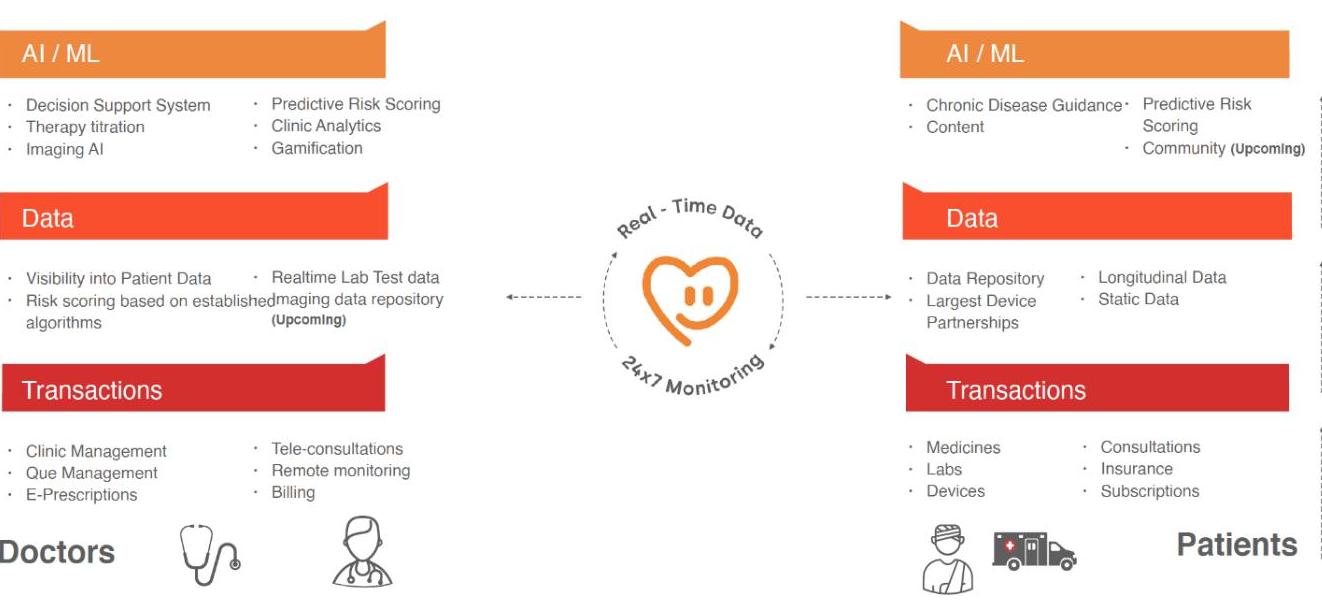 AI / ML
· Decision Support System
· Therapy titration
· Imaging AI
· Predictive Risk Scoring
· Clinic Analytics
· Gamification
Data
· Visibility into Patient Data
· Risk scoring based on established
algorithms
· Realtime Lab Test data
· Imaging data repository
(Upcoming)
Transactions
· Clinic Management
· Que Management
· E-Prescriptions
· Tele-consultations
· Remote monitoring
· Billing
Doctors
Real - Time Data
24x7 Monitoring
AI / ML
· Chronic Disease Guidance
· Content
· Predictive Risk
Scoring
· Community (Upcoming)
Data
· Data Repository
· Largest Device
Partnerships
· Longitudinal Data
· Static Data
Transactions
· Medicines
· Labs
· Devices
· Consultations
· Insurance
· Subscriptions
Patients